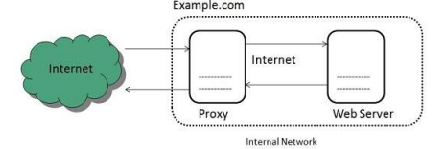 Example.com
Internet
Internet
Proxy
Web Server
Internal Network